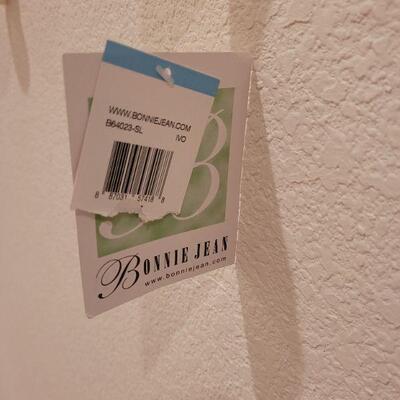 WWW.BONNIEJEAN.COM
B64023-SL
IVO
8 87031 57418 8
B
BONNIE JEAN
www.bonniejean.com